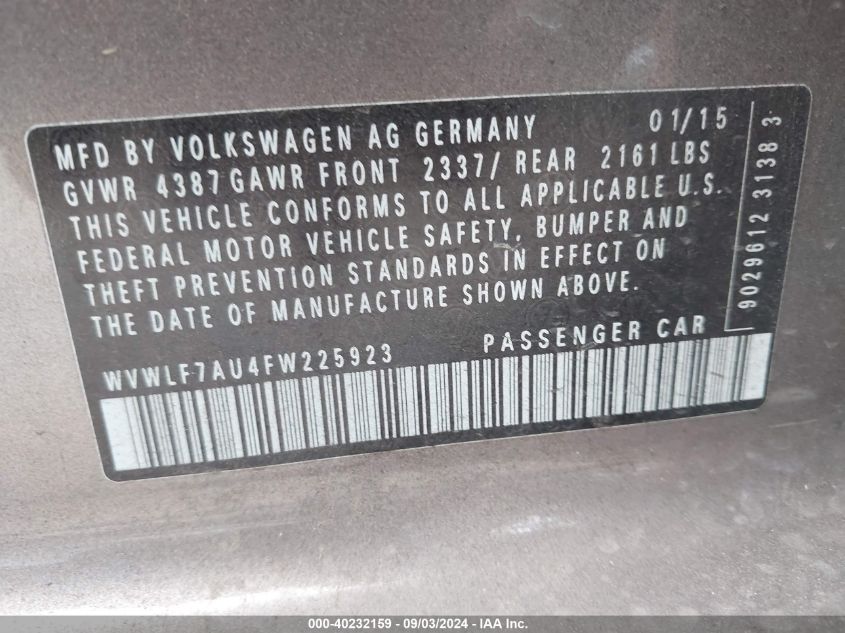 MFD BY VOLKSWAGEN AG GERMANY 01/15
GVWR 4387 GAWR FRONT 2337/ REAR 2161 LBS
THIS VEHICLE CONFORMS TO ALL APPLICABLE U.S.
FEDERAL MOTOR VEHICLE SAFETY, BUMPER AND
THEFT PREVENTION STANDARDS IN EFFECT ON
THE DATE OF MANUFACTURE SHOWN ABOVE.
WVWLF7AU4FW225923 PASSENGER CAR
9029612 3138 3
000-40232159 - 09/03/2024 - IAA, Inc.